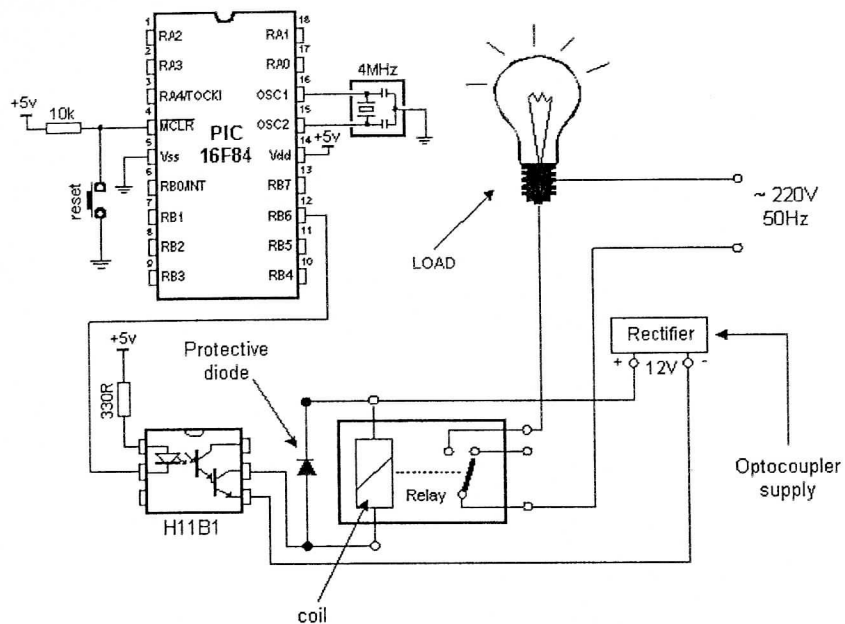 1 RA2
2 RA3
3 RA4/TOCKI
4 MCLR
5 Vss
6 RB0/INT
7 RB1
8 RB2
9 RB3
PIC
16F84
18 RA1
17 RA0
16 OSC1
15 OSC2
14 Vdd
13 RB7
12 RB6
11 RB5
10 RB4
+5v
10k
reset
4MHz
+5v
LOAD
~ 220V
50Hz
Rectifier
+ 12V -
Optocoupler
supply
+5v
330R
Protective
diode
H11B1
Relay
coil